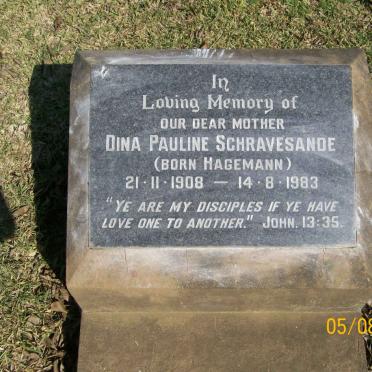 In
Loving Memory of
OUR DEAR MOTHER
DINA PAULINE SCHRAVESANDE
(BORN HAGEMANN)
21·11·1908 — 14·8·1983
"YE ARE MY DISCIPLES IF YE HAVE
LOVE ONE TO ANOTHER." JOHN. 13:35.
05/08